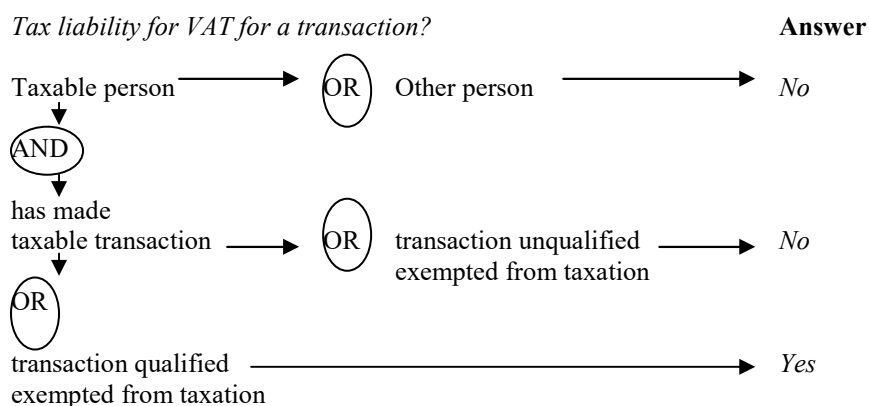 Tax liability for VAT for a transaction? Answer
Taxable person OR Other person No
AND
has made
taxable transaction OR transaction unqualified No
exempted from taxation
OR
transaction qualified Yes
exempted from taxation